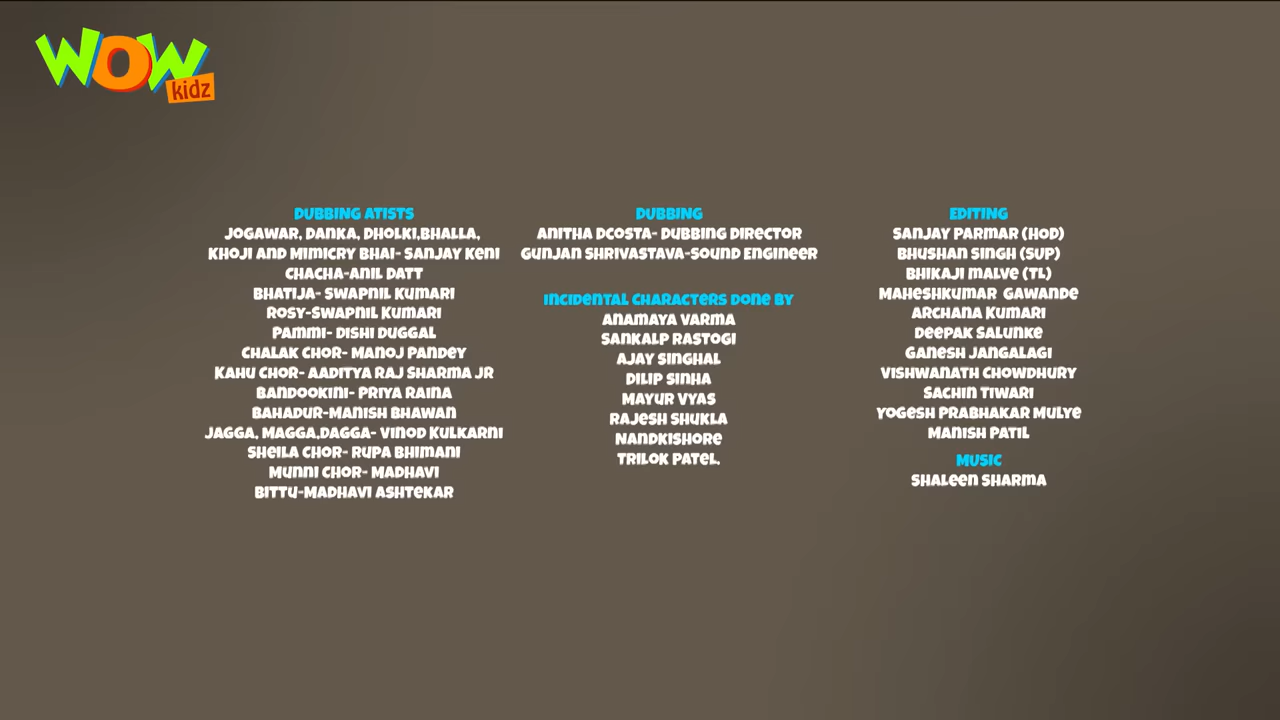 WOW
kidz
DUBBING ATISTS
JOGAWAR, DANKA, DHOLKI,BHALLA,
KHOJI AND MIMICRY BHAI- SANJAY KENI
CHACHA-ANIL DATT
BHATIJA- SWAPNIL KUMARI
ROSY-SWAPNIL KUMARI
PAMMI- DISHI DUGGAL
CHALAK CHOR- MANOJ PANDEY
KAHU CHOR- AADITYA RAJ SHARMA JR
BANDOOKINI- PRIYA RAINA
BAHADUR-MANISH BHAWAN
JAGGA, MAGGA,DAGGA- VINOD KULKARNI
SHEILA CHOR- RUPA BHIMANI
MUNNI CHOR- MADHAVI
BITTU-MADHAVI ASHTEKAR
DUBBING
ANITHA DCOSTA- DUBBING DIRECTOR
GUNJAN SHRIVASTAVA-SOUND ENGINEER
INCIDENTAL CHARACTERS DONE BY
ANAMAYA VARMA
SANKALP RASTOGI
AJAY SINGHAL
DILIP SINHA
MAYUR VYAS
RAJESH SHUKLA
NANDKISHORE
TRILOK PATEL.
EDITING
SANJAY PARMAR (HOD)
BHUSHAN SINGH (SUP)
BHIKAJI MALVE (TL)
MAHESHKUMAR GAWANDE
ARCHANA KUMARI
DEEPAK SALUNKE
GANESH JANGALAGI
VISHWANATH CHOWDHURY
SACHIN TIWARI
YOGESH PRABHAKAR MULYE
MANISH PATIL
MUSIC
SHALEEN SHARMA